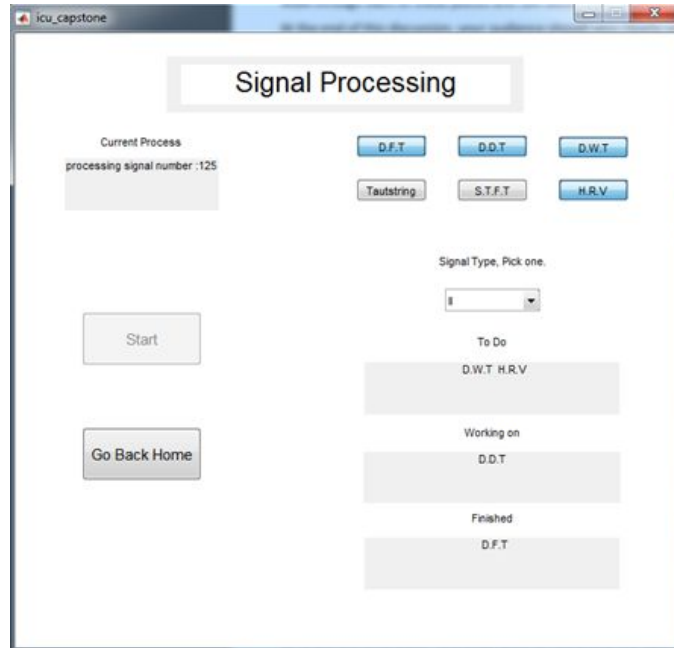 icu_capstone
Signal Processing
Current Process
processing signal number :125
D.F.T
D.D.T
D.W.T
Tautstring
S.T.F.T
H.R.V
Signal Type, Pick one.
II
Start
To Do
D.W.T H.R.V
Working on
Go Back Home
D.D.T
Finished
D.F.T